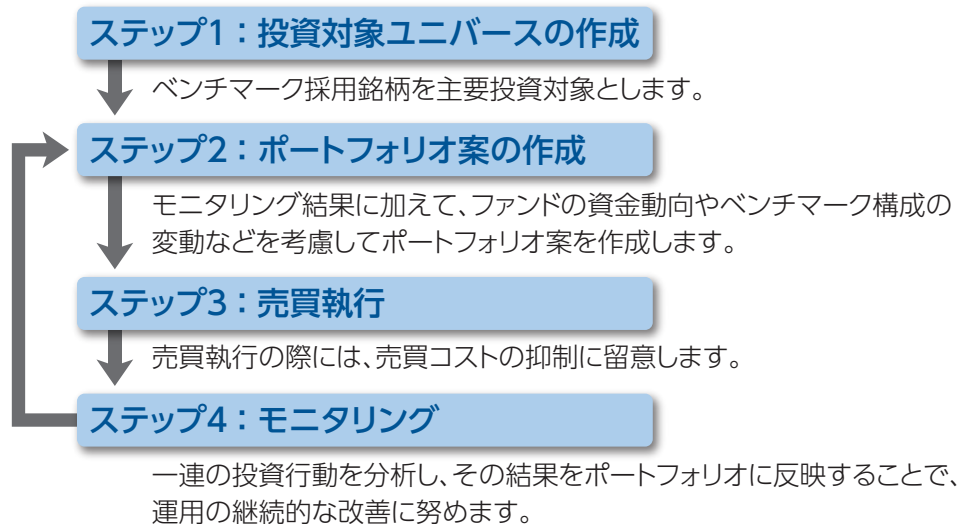 ステップ1：投資対象ユニバースの作成
ベンチマーク採用銘柄を主要投資対象とします。
ステップ2：ポートフォリオ案の作成
モニタリング結果に加えて、ファンドの資金動向やベンチマーク構成の
変動などを考慮してポートフォリオ案を作成します。
ステップ3：売買執行
売買執行の際には、売買コストの抑制に留意します。
ステップ4：モニタリング
一連の投資行動を分析し、その結果をポートフォリオに反映することで、
運用の継続的な改善に努めます。